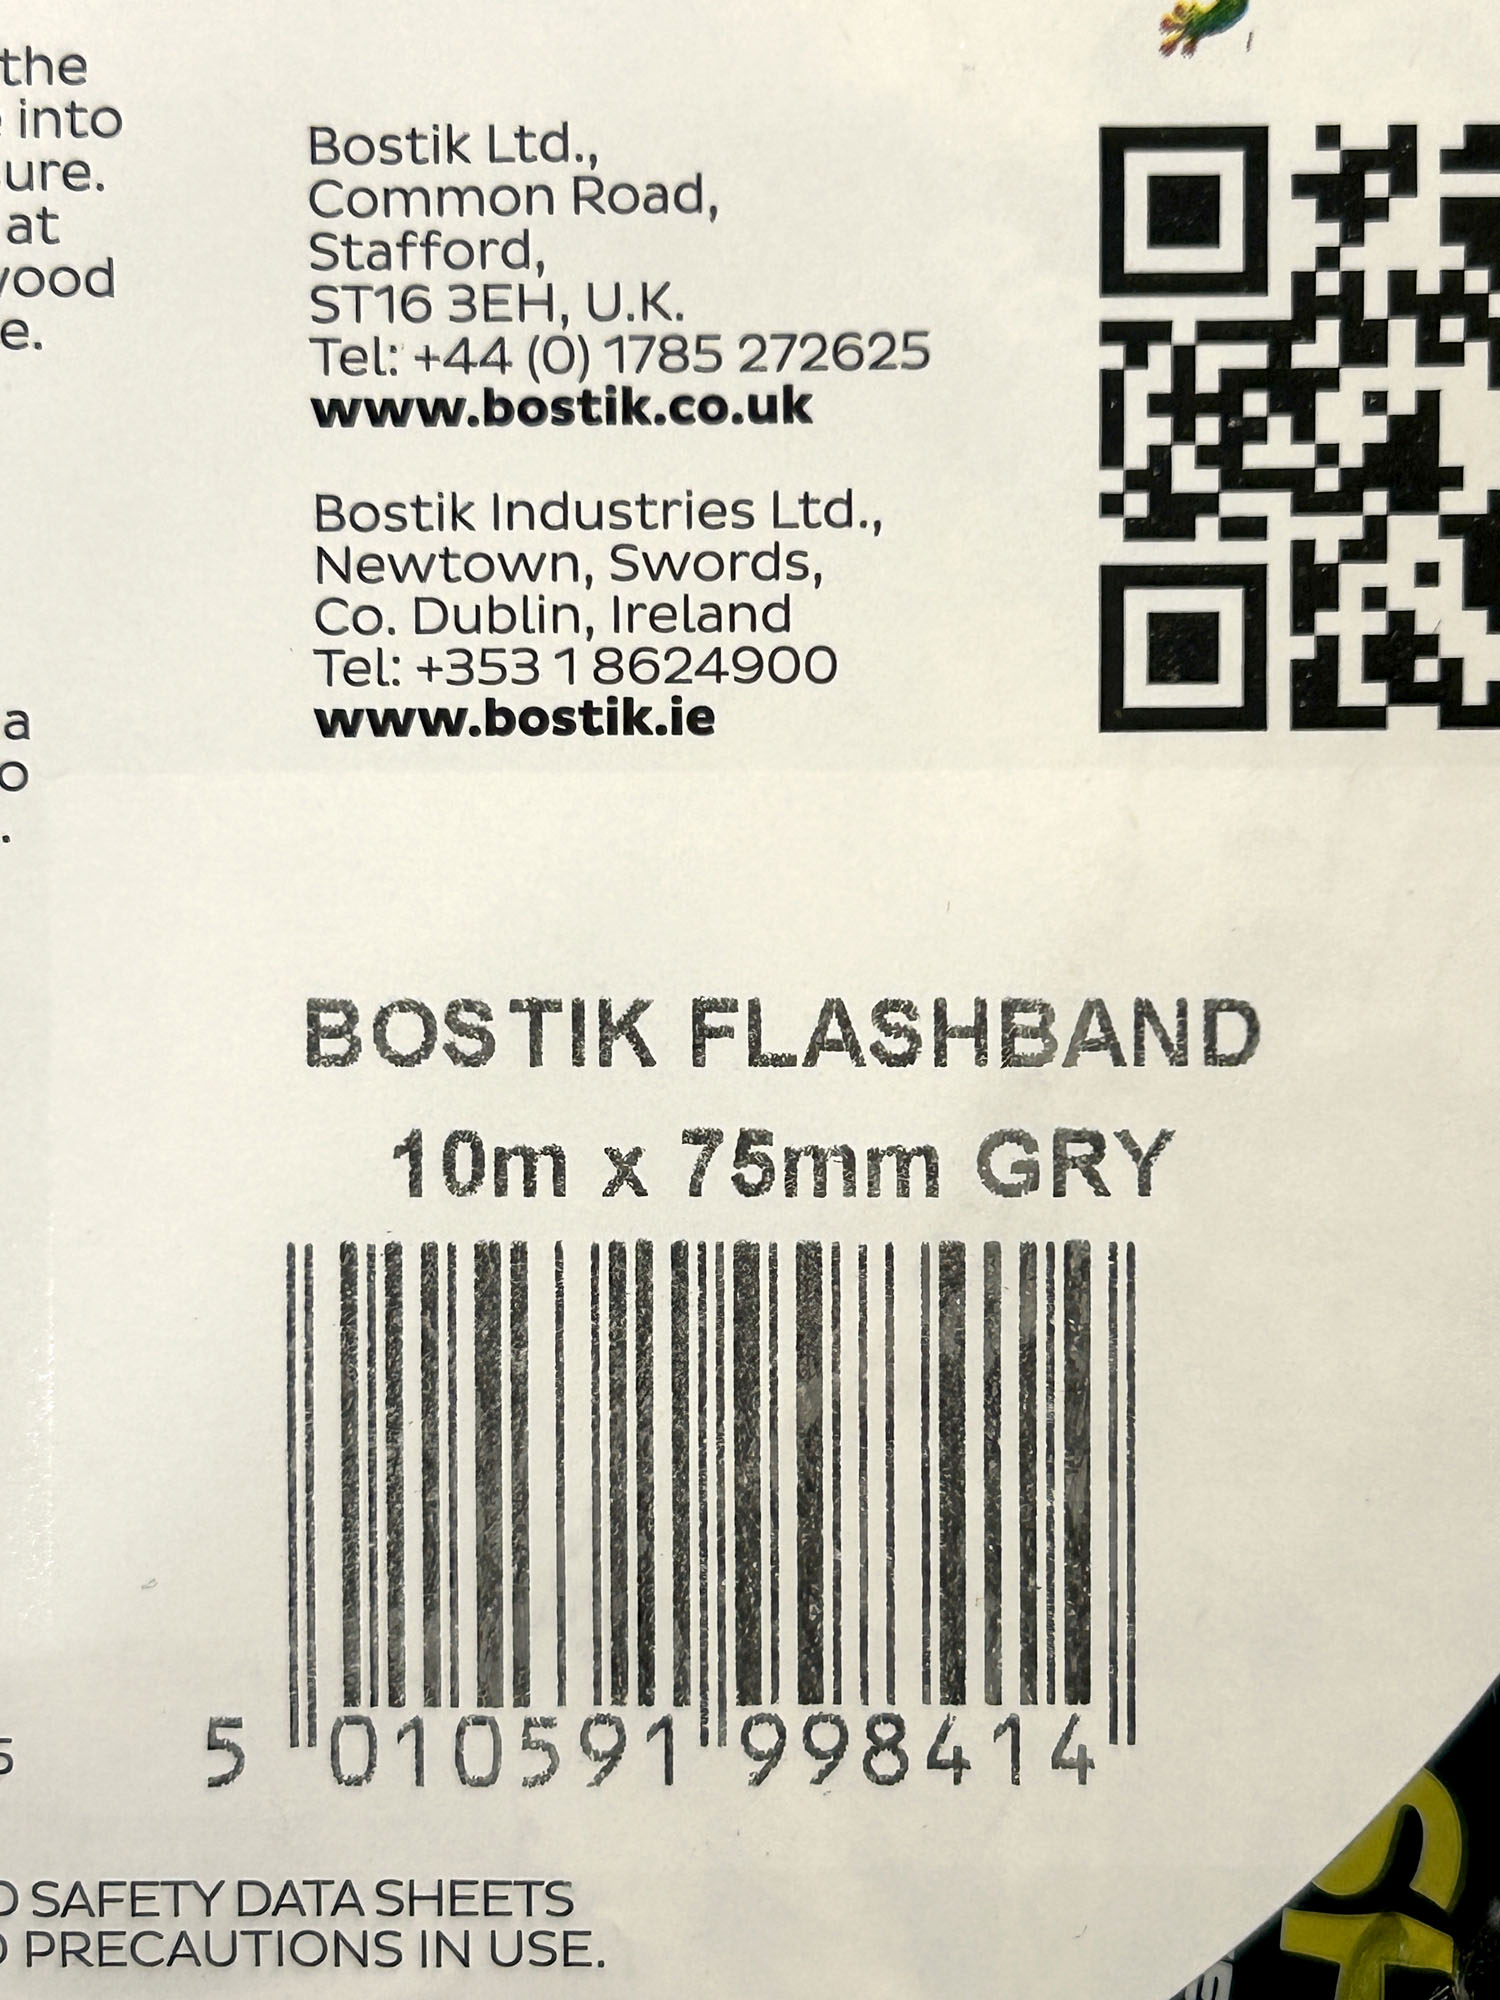 the
into
ure.
at
ood
e.
Bostik Ltd.,
Common Road,
Stafford,
ST16 3EH, U.K.
Tel: +44 (0) 1785 272625
www.bostik.co.uk
Bostik Industries Ltd.,
Newtown, Swords,
Co. Dublin, Ireland
Tel: +353 1 8624900
www.bostik.ie
a
o
.
BOSTIK FLASHBAND
10m x 75mm GRY
5 010591 998414
5
SAFETY DATA SHEETS
PRECAUTIONS IN USE.